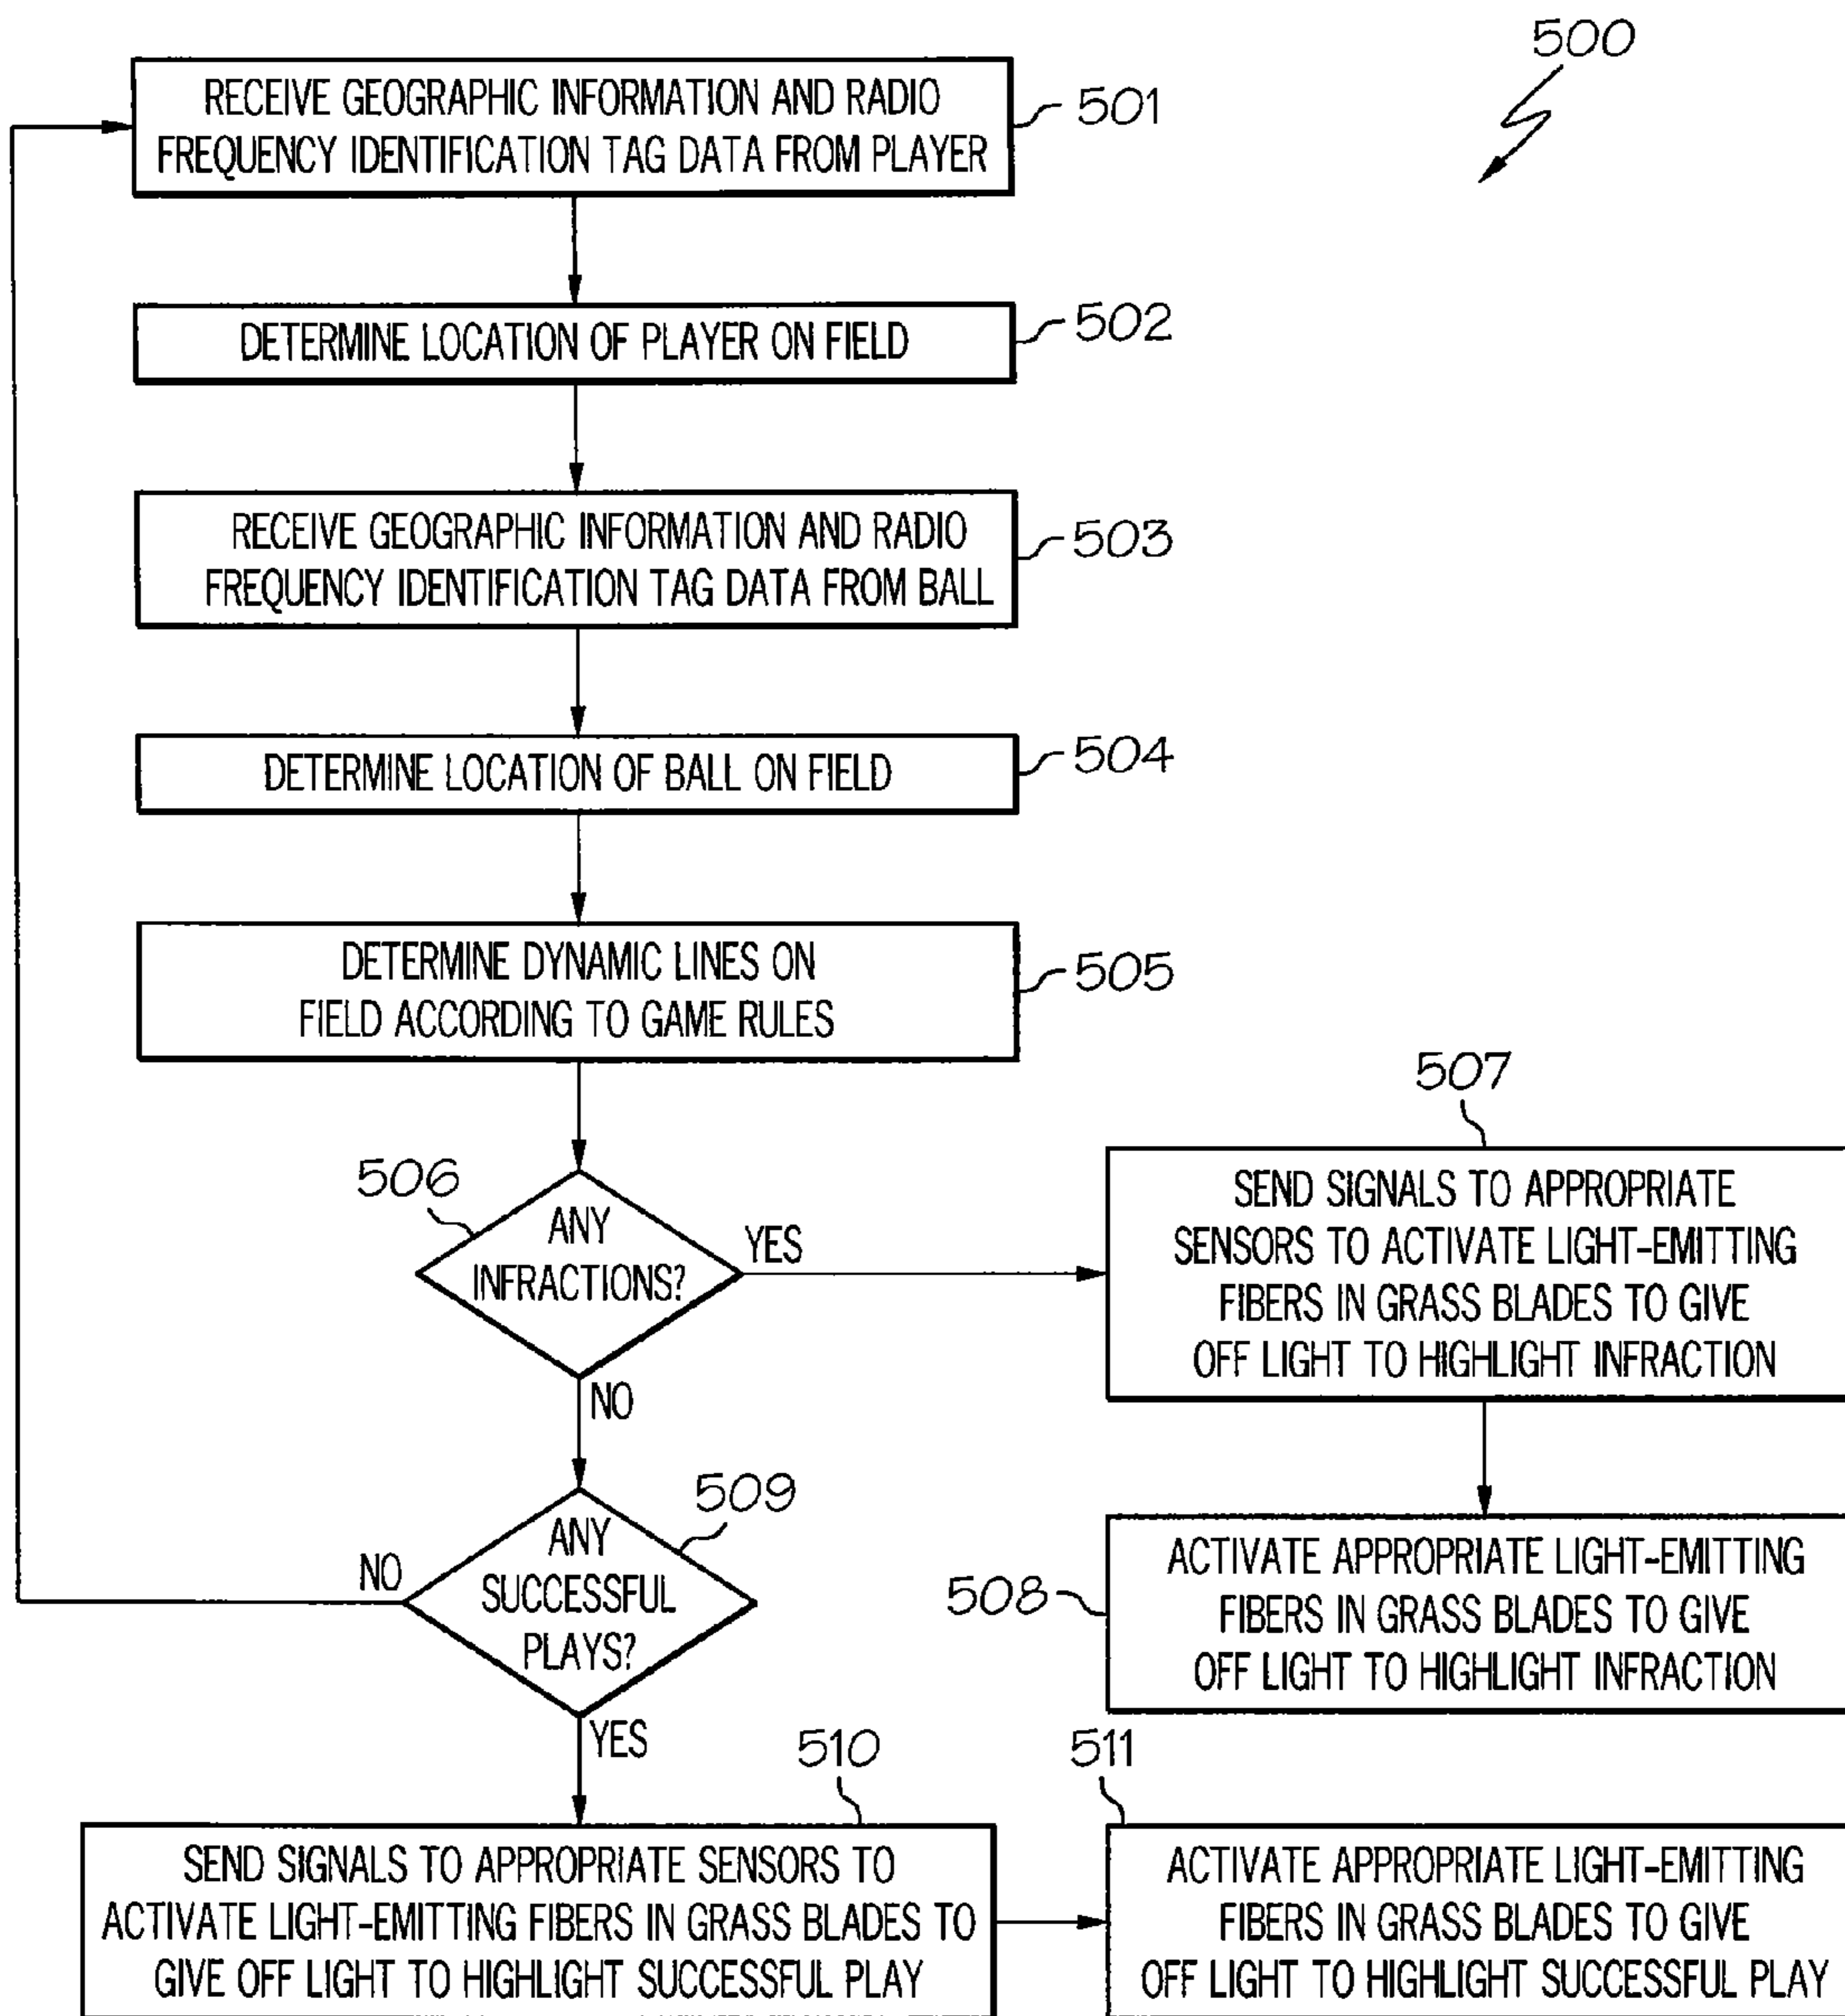 500
RECEIVE GEOGRAPHIC INFORMATION AND RADIO
FREQUENCY IDENTIFICATION TAG DATA FROM PLAYER
501
DETERMINE LOCATION OF PLAYER ON FIELD
502
RECEIVE GEOGRAPHIC INFORMATION AND RADIO
FREQUENCY IDENTIFICATION TAG DATA FROM BALL
503
DETERMINE LOCATION OF BALL ON FIELD
504
DETERMINE DYNAMIC LINES ON
FIELD ACCORDING TO GAME RULES
505
506
ANY
INFRACTIONS?
YES
NO
507
SEND SIGNALS TO APPROPRIATE
SENSORS TO ACTIVATE LIGHT-EMITTING
FIBERS IN GRASS BLADES TO GIVE
OFF LIGHT TO HIGHLIGHT INFRACTION
508
ACTIVATE APPROPRIATE LIGHT-EMITTING
FIBERS IN GRASS BLADES TO GIVE
OFF LIGHT TO HIGHLIGHT INFRACTION
509
ANY
SUCCESSFUL
PLAYS?
NO
YES
510
SEND SIGNALS TO APPROPRIATE SENSORS TO
ACTIVATE LIGHT-EMITTING FIBERS IN GRASS BLADES TO
GIVE OFF LIGHT TO HIGHLIGHT SUCCESSFUL PLAY
511
ACTIVATE APPROPRIATE LIGHT-EMITTING
FIBERS IN GRASS BLADES TO GIVE
OFF LIGHT TO HIGHLIGHT SUCCESSFUL PLAY